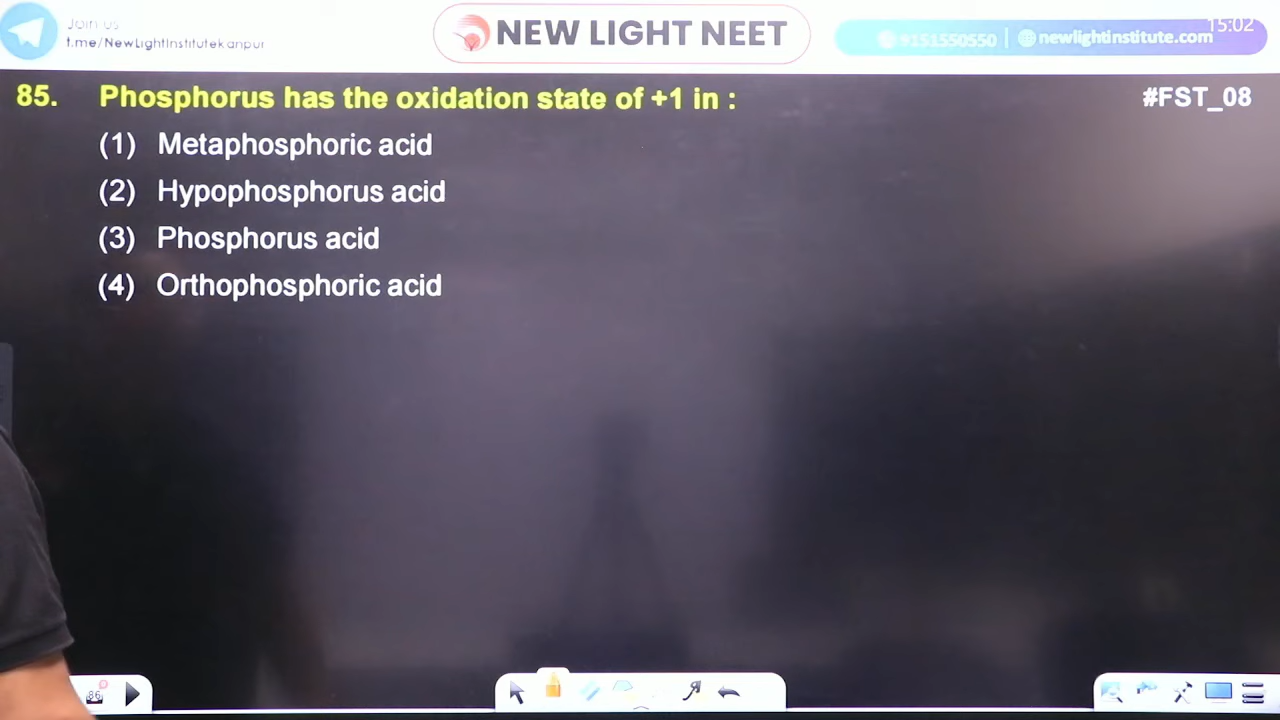 Join us
t.me/NewLightInstitutekanpur
NEW LIGHT NEET
9151550550 | newlightinstitute.com
15:02
85. Phosphorus has the oxidation state of +1 in :
#FST_08
(1) Metaphosphoric acid
(2) Hypophosphorus acid
(3) Phosphorus acid
(4) Orthophosphoric acid
86